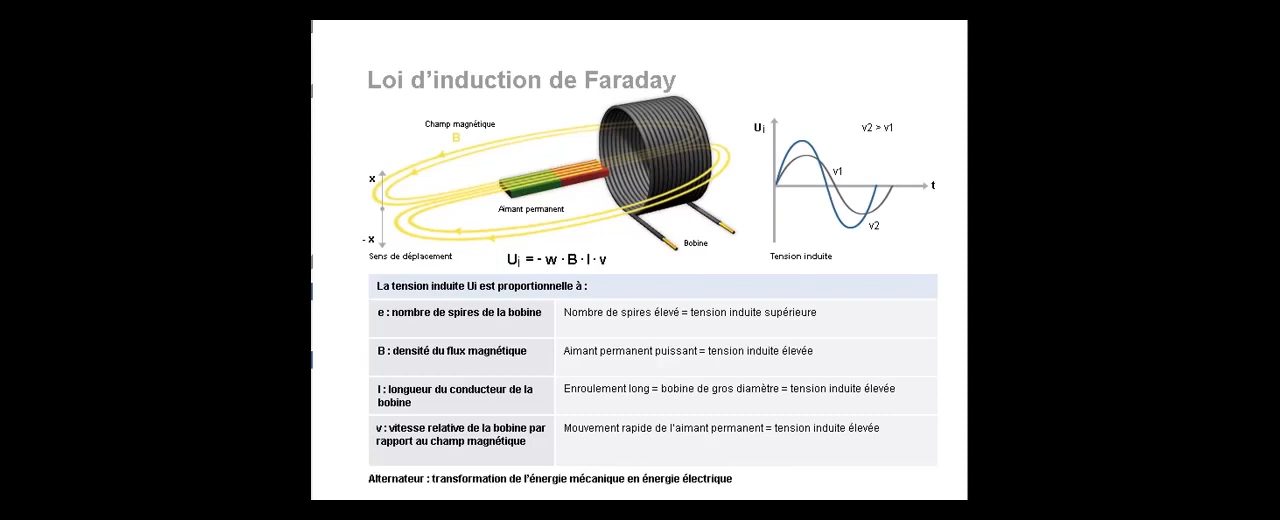 Loi d'induction de Faraday
Champ magnétique
B
x
- x
Sens de déplacement
Aimant permanent
Bobine
Ui = - w · B · l · v
Ui
v2 > v1
v1
t
v2
Tension induite
La tension induite Ui est proportionnelle à :
e : nombre de spires de la bobine
Nombre de spires élevé = tension induite supérieure
B : densité du flux magnétique
Aimant permanent puissant = tension induite élevée
l : longueur du conducteur de la
bobine
Enroulement long = bobine de gros diamètre = tension induite élevée
v : vitesse relative de la bobine par
rapport au champ magnétique
Mouvement rapide de l'aimant permanent = tension induite élevée
Alternateur : transformation de l'énergie mécanique en énergie électrique